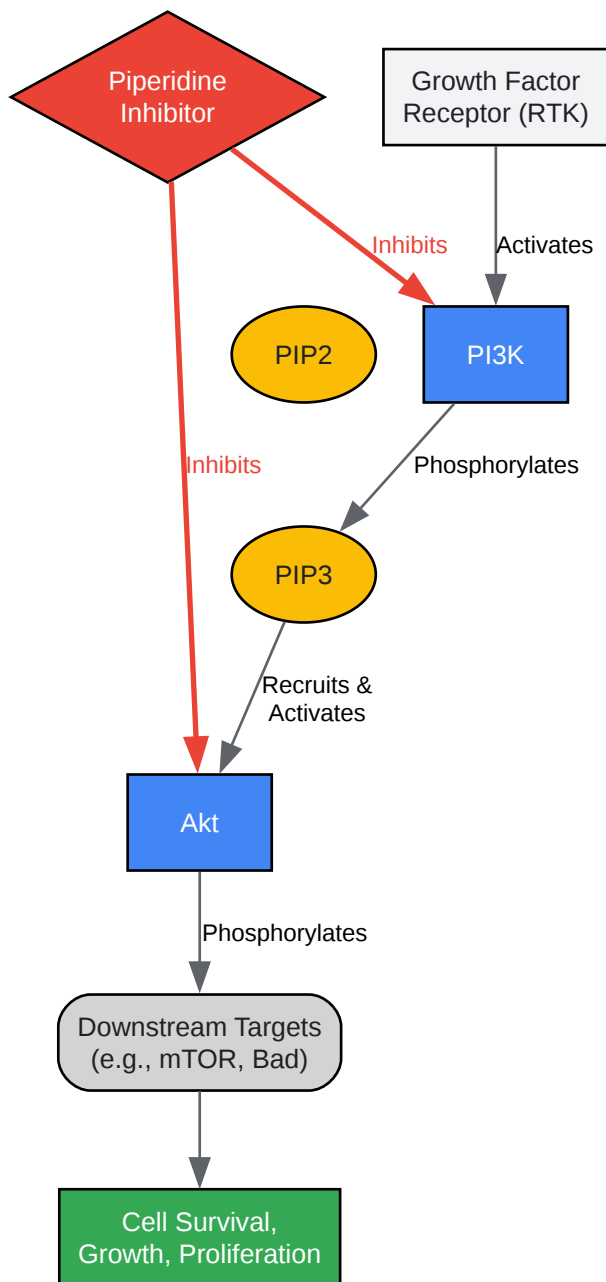 Piperidine
Inhibitor
Growth Factor
Receptor (RTK)
Inhibits
Activates
PIP2
PI3K
Inhibits
Phosphorylates
PIP3
Recruits &
Activates
Akt
Phosphorylates
Downstream Targets
(e.g., mTOR, Bad)
Cell Survival,
Growth, Proliferation